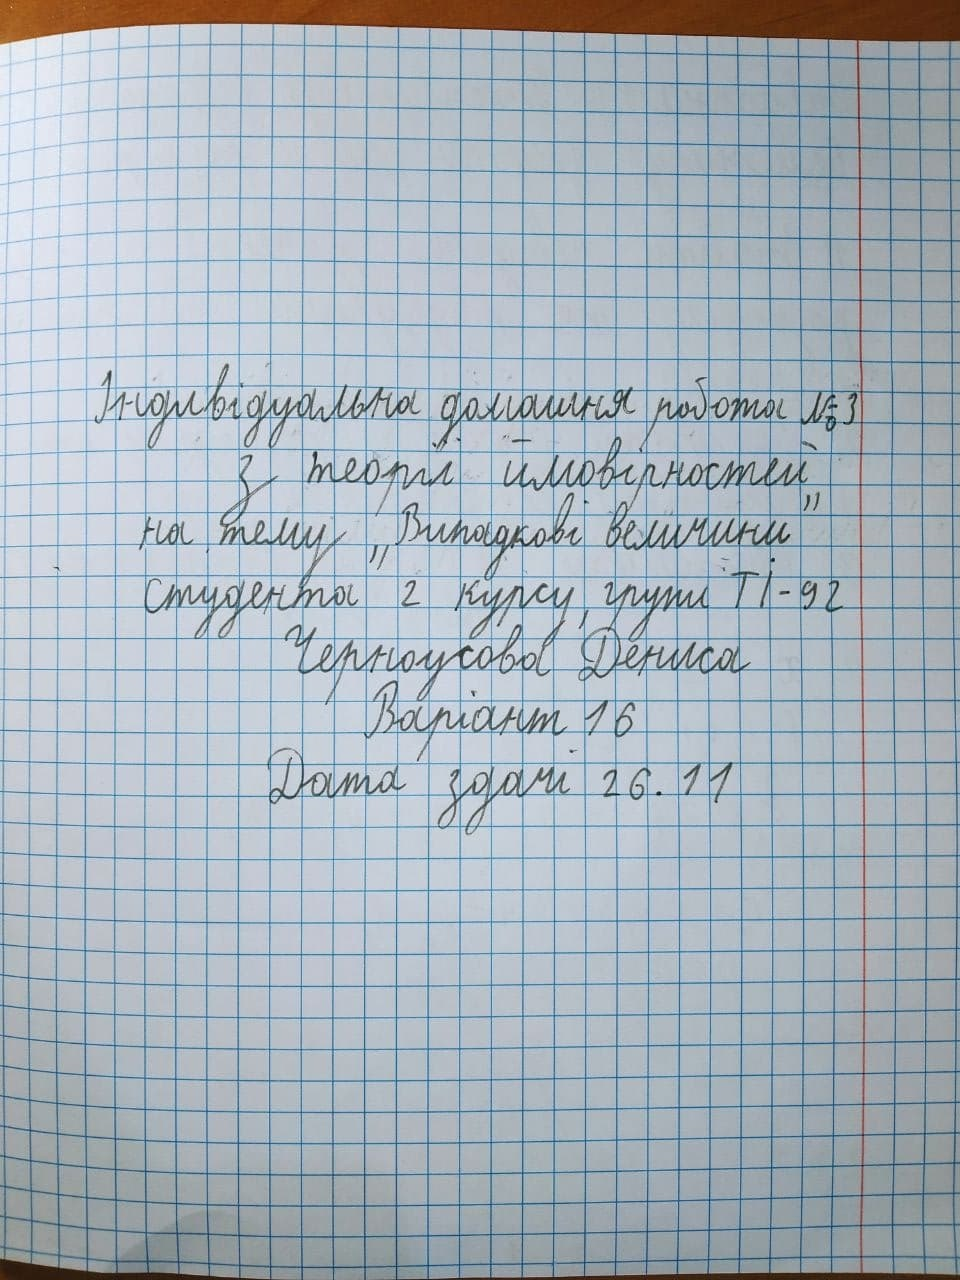 Індивідуальна домашня робота №3
з теорії ймовірностей
на тему „Випадкові величини"
студента 2 курсу, групи ТІ-92
Черноусова Дениса
Варіант 16
Дата здачі 26.11